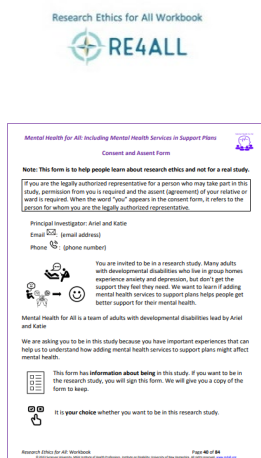 Research Ethics for All Workbook
RE4ALL
Mental Health for All: Including Mental Health Services in Support Plans
Consent and Assent Form
Note: This form is to help people learn about research ethics and not for a real study.
If you are the legally authorized representative for a person who may take part in this
study, permission from you is required and the assent (agreement) of your relative or
ward is required. When the word "you" appears in the consent form, it refers to the
person for whom you are the legally authorized representative.
Principal Investigator: Ariel and Katie
Email : (email address)
Phone : (phone number)
You are invited to be in a research study. Many adults
with developmental disabilities who live in group homes
experience anxiety and depression, but don't get the
support they feel they need. We want to learn if adding
mental health services to support plans helps people get
better support for their mental health.
Mental Health for All is a team of adults with developmental disabilities lead by Ariel
and Katie
We are asking you to be in this study because you have important experiences that can
help us to understand how adding mental health services to support plans might affect
mental health.
This form has information about being in this study. If you want to be in
the research study, you will sign this form. We will give you a copy of the
form to keep.
It is your choice whether you want to be in this research study.
Research Ethics for All: Workbook Page 40 of 84